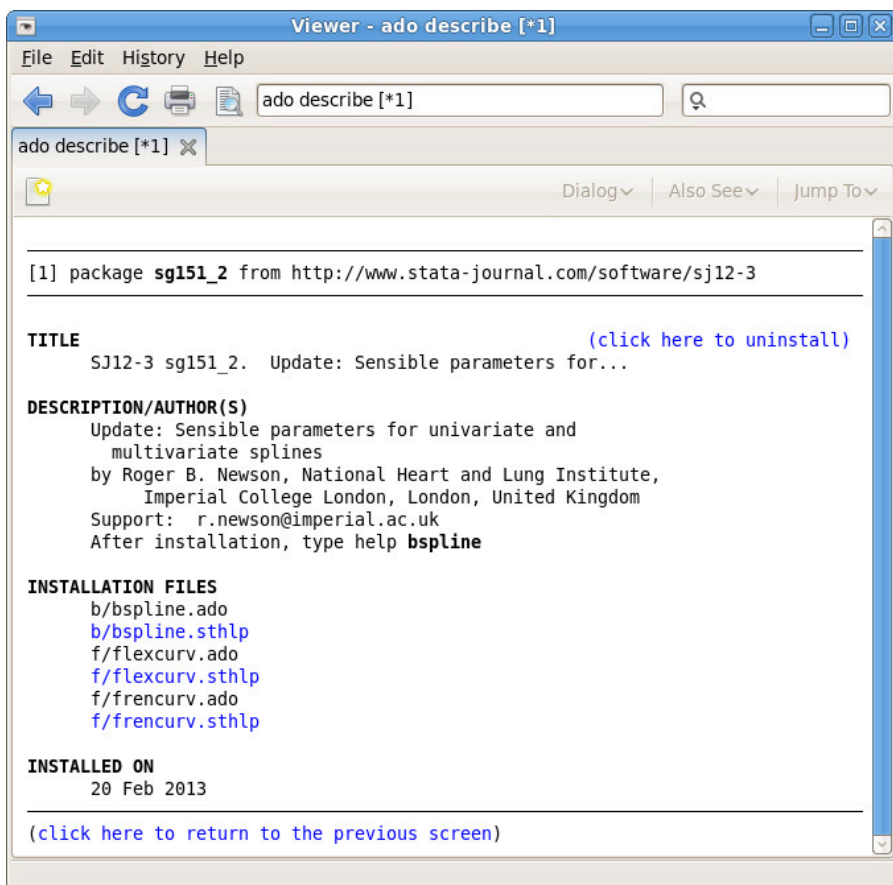 Viewer - ado describe [*1]
File Edit History Help
ado describe [*1]
ado describe [*1]
Dialog Also See Jump To
[1] package sg151_2 from http://www.stata-journal.com/software/sj12-3
TITLE (click here to uninstall)
SJ12-3 sg151_2. Update: Sensible parameters for...
DESCRIPTION/AUTHOR(S)
Update: Sensible parameters for univariate and
multivariate splines
by Roger B. Newson, National Heart and Lung Institute,
Imperial College London, London, United Kingdom
Support: r.newson@imperial.ac.uk
After installation, type help bspline
INSTALLATION FILES
b/bspline.ado
b/bspline.sthlp
f/flexcurv.ado
f/flexcurv.sthlp
f/frencurv.ado
f/frencurv.sthlp
INSTALLED ON
20 Feb 2013
(click here to return to the previous screen)